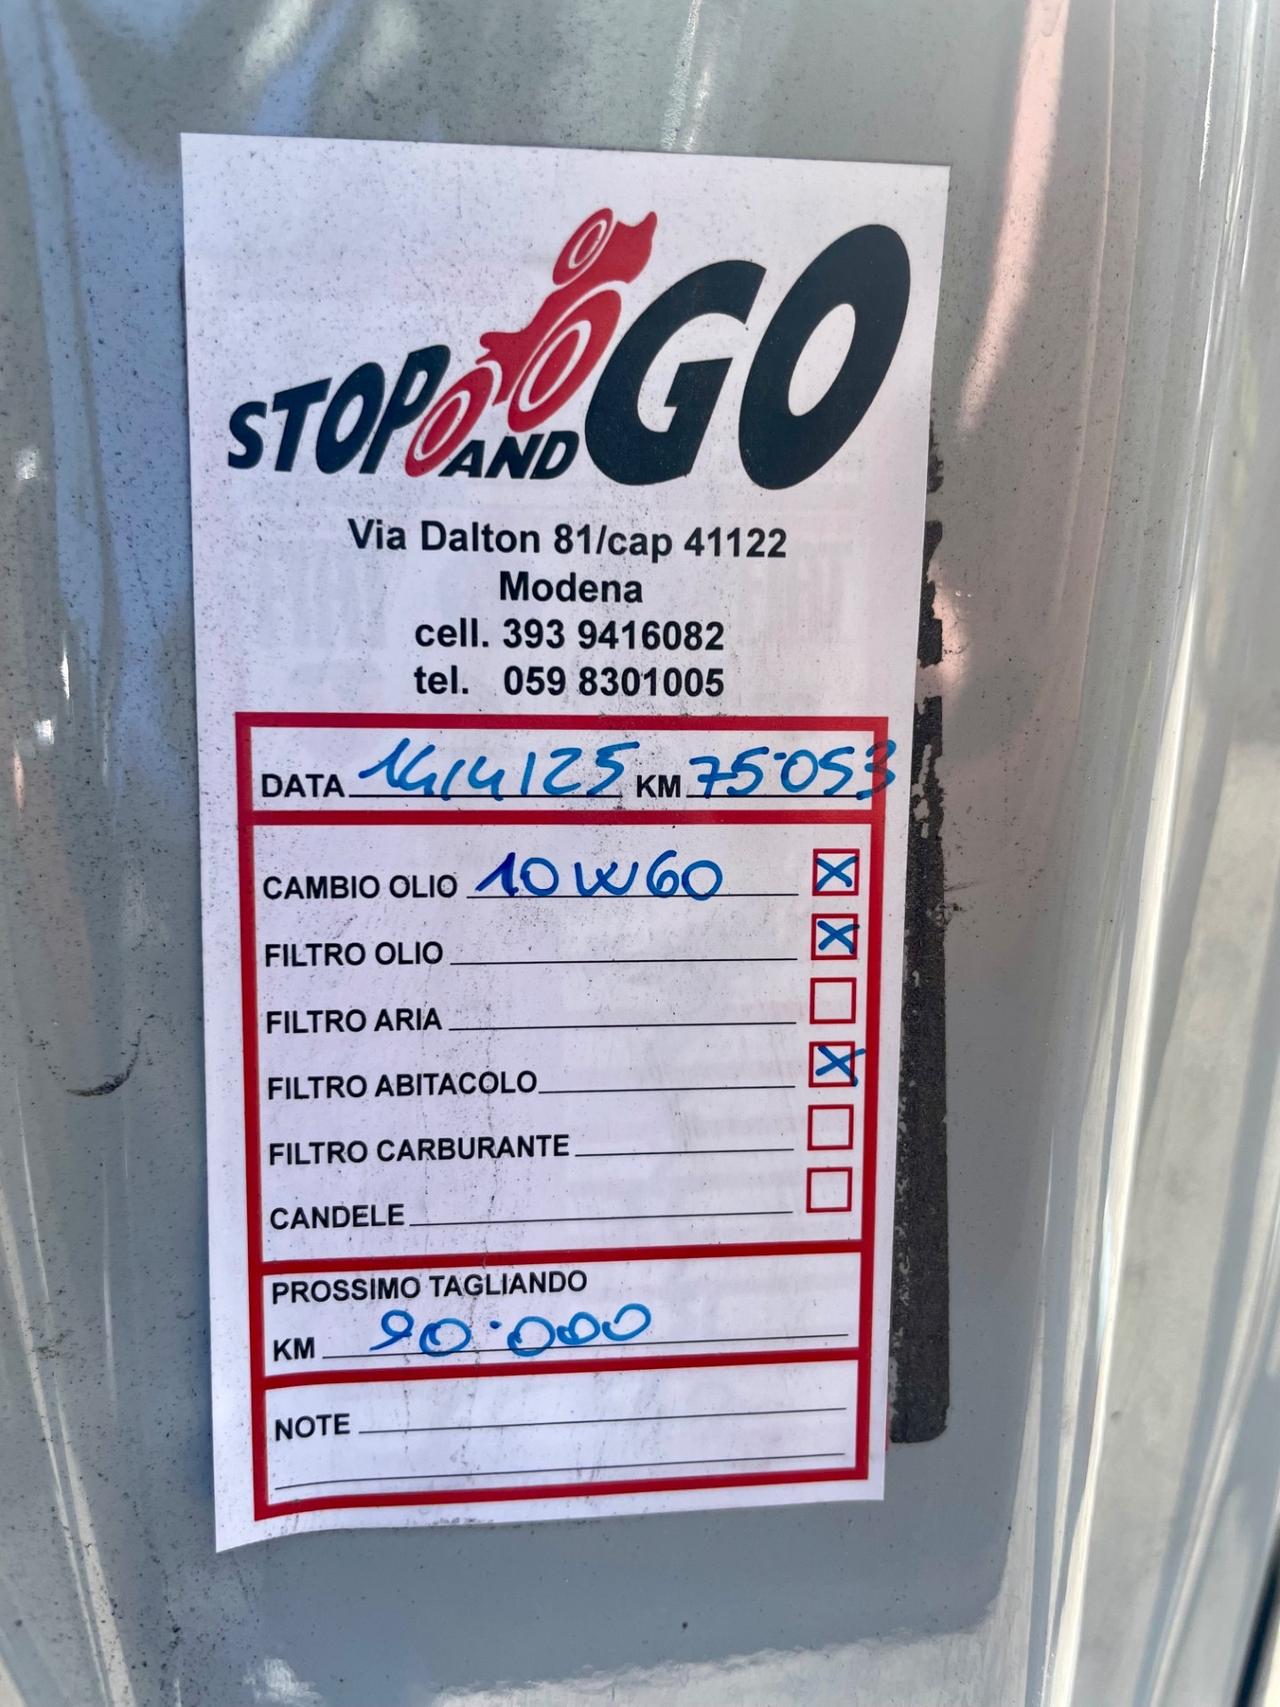 STOP AND GO
Via Dalton 81/cap 41122
Modena
cell. 393 9416082
tel. 059 8301005
DATA 14/4/25 KM 75.053
CAMBIO OLIO 10W60 X
FILTRO OLIO X
FILTRO ARIA
FILTRO ABITACOLO X
FILTRO CARBURANTE
CANDELE
PROSSIMO TAGLIANDO
KM 90.000
NOTE